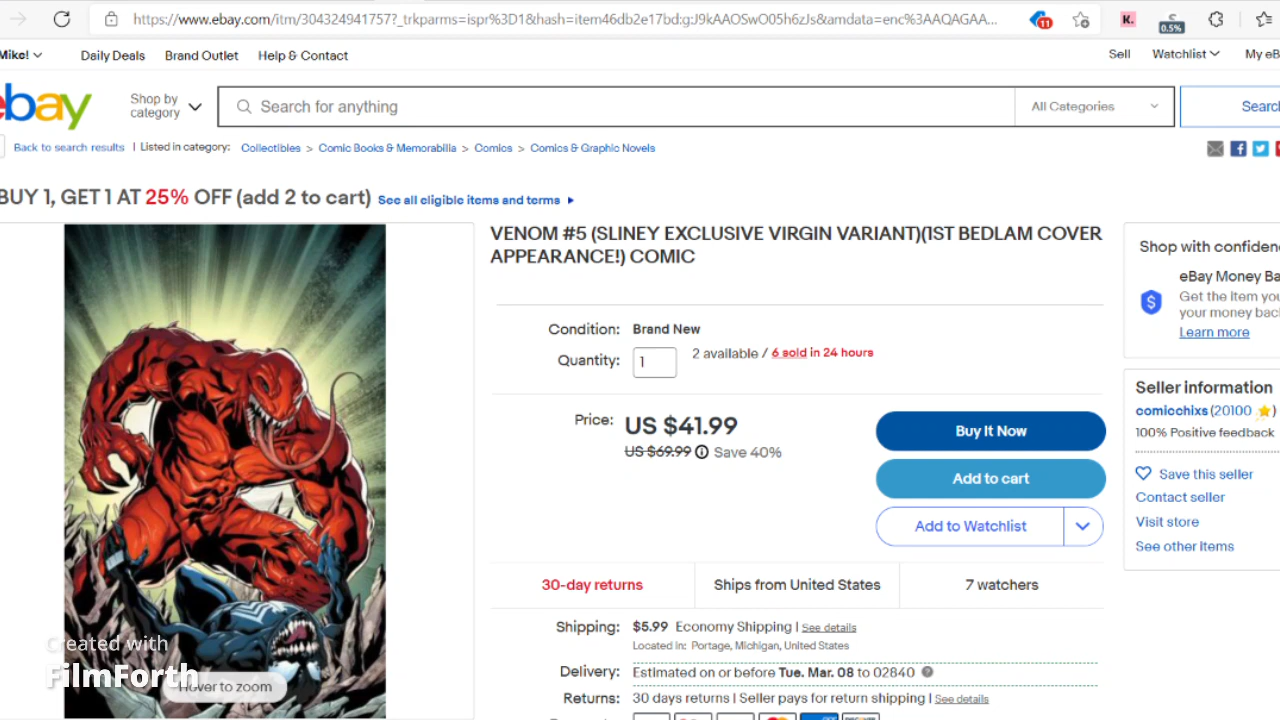 https://www.ebay.com/itm/304324941757?_trkparms=ispr%3D1&hash=item46db2e17bd:g:J9kAAOSwO05h6zJs&amdata=enc%3AAQAGAA...
11
K.
0.5%
Mike!
Daily Deals
Brand Outlet
Help & Contact
Sell
Watchlist
My eB
ebay
Shop by
category
Search for anything
All Categories
Search
Back to search results
Listed in category:
Collectibles > Comic Books & Memorabilia > Comics > Comics & Graphic Novels
BUY 1, GET 1 AT 25% OFF (add 2 to cart) See all eligible items and terms
VENOM #5 (SLINEY EXCLUSIVE VIRGIN VARIANT)(1ST BEDLAM COVER
APPEARANCE!) COMIC
Condition: Brand New
Quantity: 1
2 available / 6 sold in 24 hours
Price: US $41.99
US $69.99
Save 40%
Buy It Now
Add to cart
Add to Watchlist
30-day returns
Ships from United States
7 watchers
Shipping: $5.99 Economy Shipping | See details
Located in: Portage, Michigan, United States
Delivery: Estimated on or before Tue. Mar. 08 to 02840
Returns: 30 days returns | Seller pays for return shipping | See details
Shop with confiden
eBay Money Ba
Get the item you
your money back
Learn more
Seller information
comicchixs (20100)
100% Positive feedback
Save this seller
Contact seller
Visit store
See other items
Created with
FilmForth
Hover to zoom